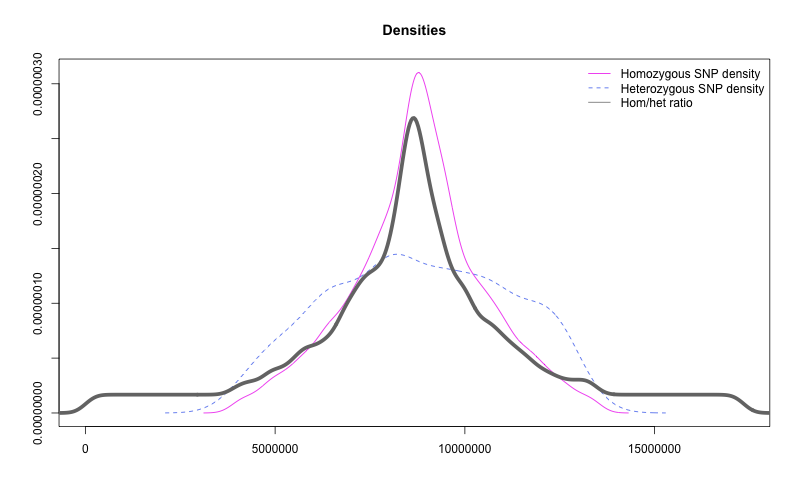 Densities
Homozygous SNP density
Heterozygous SNP density
Hom/het ratio
0.00000030
0.00000020
0.00000010
0.00000000
0 5000000 10000000 15000000